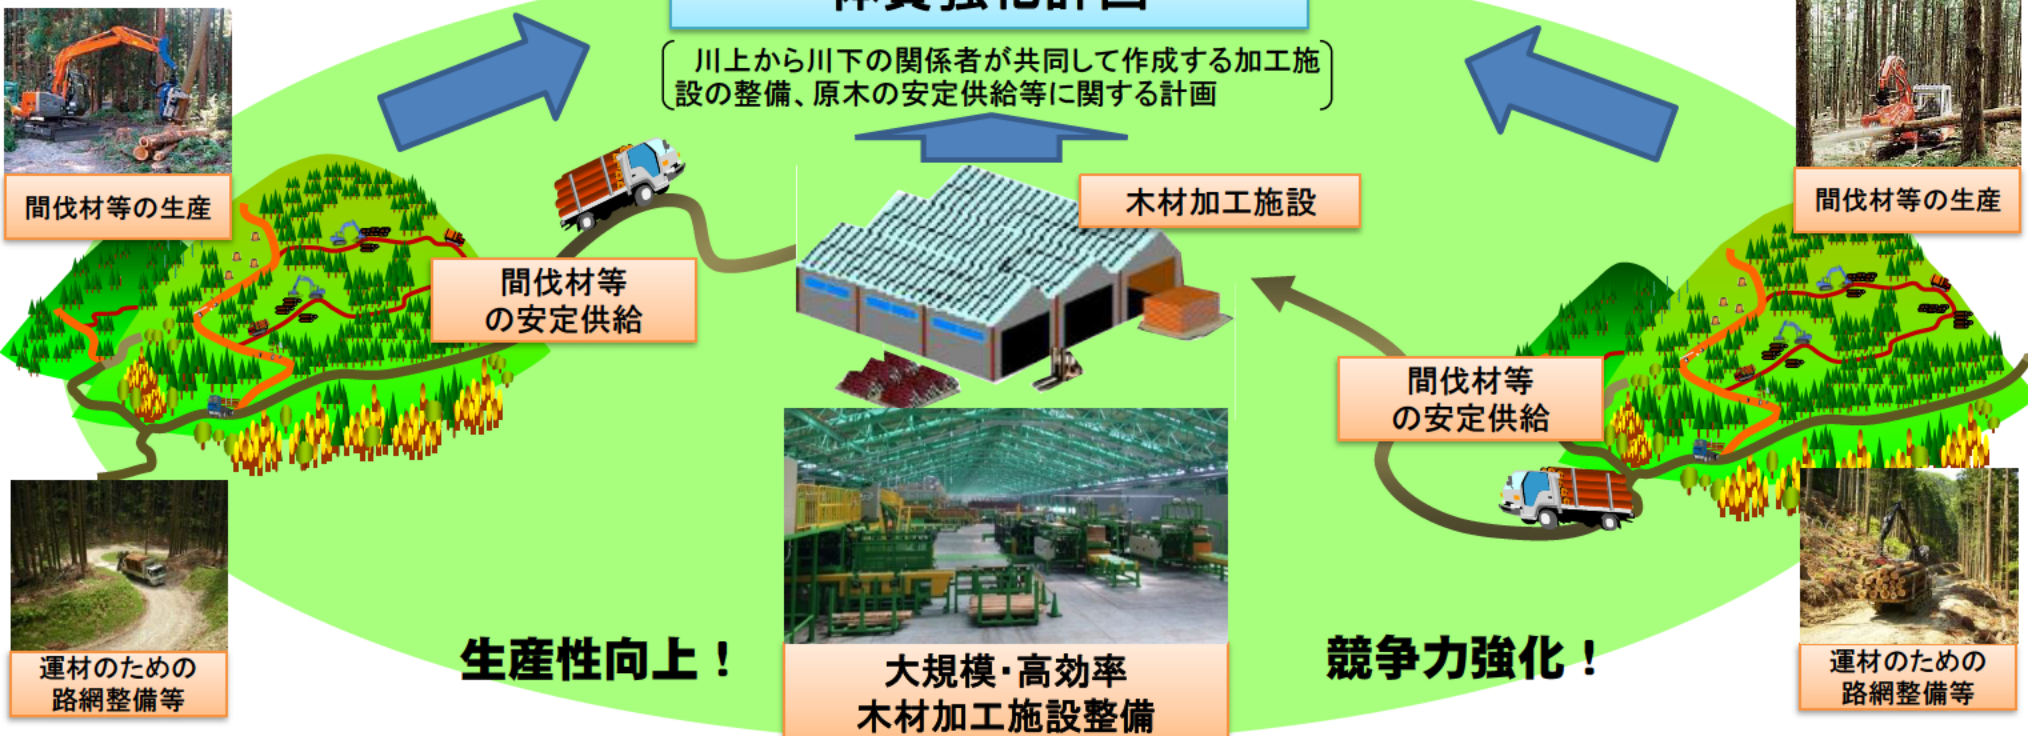 体質強化計画
川上から川下の関係者が共同して作成する加工施
設の整備、原木の安定供給等に関する計画
間伐材等の生産
木材加工施設
間伐材等の生産
間伐材等
の安定供給
間伐材等
の安定供給
生産性向上！
競争力強化！
運材のための
路網整備等
大規模・高効率
木材加工施設整備
運材のための
路網整備等